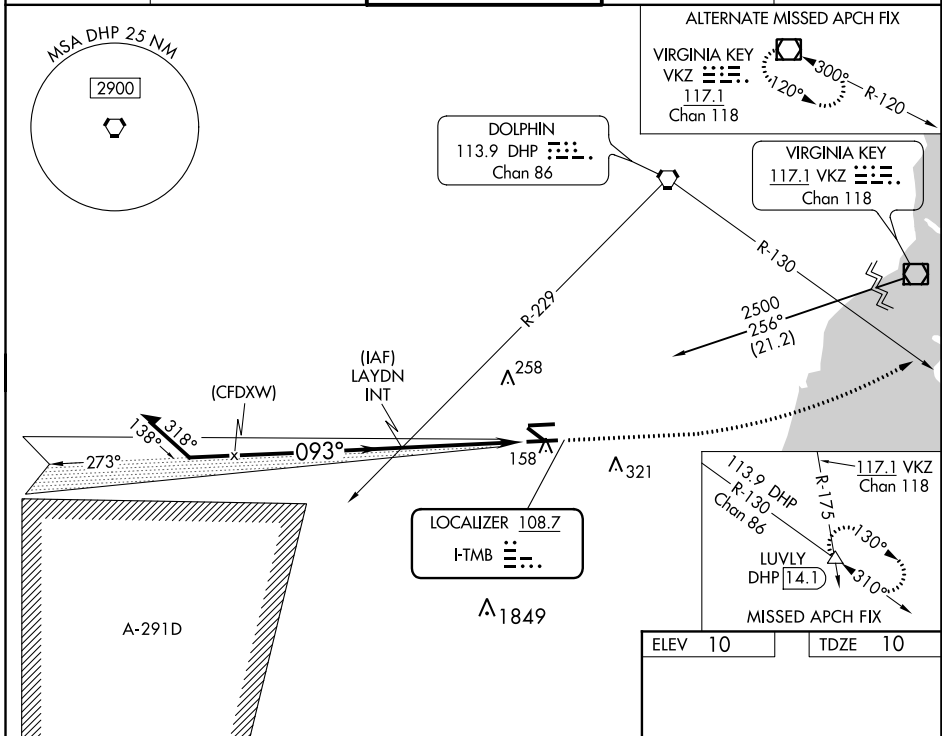 MSA DHP 25 NM
2900
ALTERNATE MISSED APCH FIX
VIRGINIA KEY
VKZ
117.1
Chan 118
300°
120°
R-120
DOLPHIN
113.9 DHP
Chan 86
VIRGINIA KEY
117.1 VKZ
Chan 118
R-130
R-229
2500
256°
(21.2)
(IAF)
LAYDN
INT
258
(CFDXW)
318°
138°
093°
273°
158
321
LOCALIZER 108.7
I-TMB
1849
A-291D
113.9 DHP
R-130
Chan 86
R-175
117.1 VKZ
Chan 118
130°
310°
LUVLY
DHP 14.1
MISSED APCH FIX
ELEV 10
TDZE 10